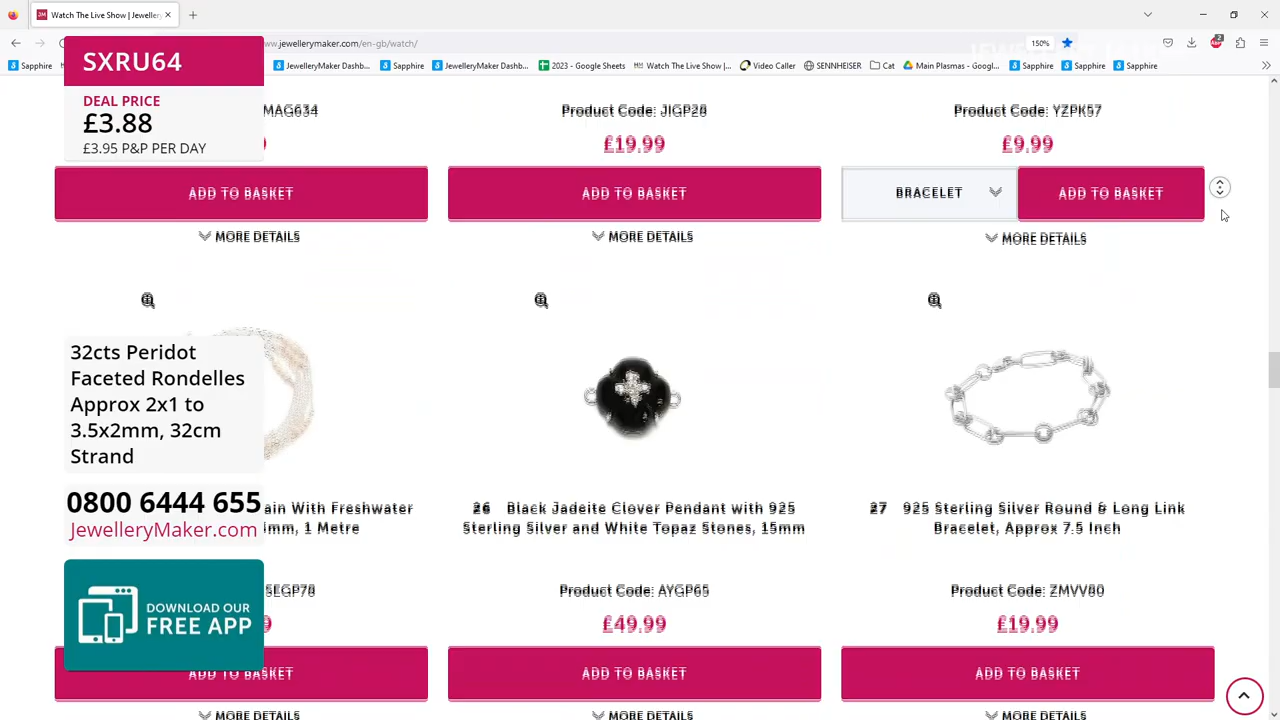 Watch The Live Show | Jeweller
www.jewellerymaker.com/en-gb/watch/
150%
2
Sapphire
JewelleryMaker Dashb...
Sapphire
JewelleryMaker Dashb...
2023 - Google Sheets
Watch The Live Show |...
Video Caller
SENNHEISER
Cat
Main Plasmas - Googl...
Sapphire
Sapphire
Sapphire
SXRU64
DEAL PRICE
£3.88
£3.95 P&P PER DAY
MAG634
Product Code: JIGP28
Product Code: YZPK57
£19.99
£9.99
ADD TO BASKET
ADD TO BASKET
BRACELET
ADD TO BASKET
MORE DETAILS
MORE DETAILS
MORE DETAILS
32cts Peridot
Faceted Rondelles
Approx 2x1 to
3.5x2mm, 32cm
Strand
0800 6444 655
JewelleryMaker.com
DOWNLOAD OUR
FREE APP
ain With Freshwater
mm, 1 Metre
26 Black Jadeite Clover Pendant with 925
Sterling Silver and White Topaz Stones, 15mm
27 925 Sterling Silver Round & Long Link
Bracelet, Approx 7.5 Inch
SEGP78
Product Code: AYGP65
Product Code: ZMVV80
9
£49.99
£19.99
ADD TO BASKET
ADD TO BASKET
ADD TO BASKET
MORE DETAILS
MORE DETAILS
MORE DETAILS